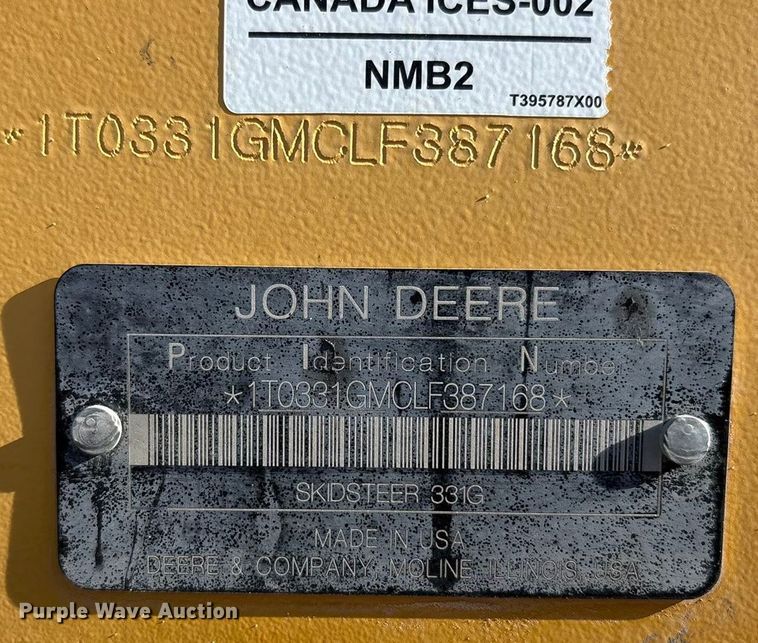 CANADA ICES-002
NMB2
T395787X00
*1T0331GMCLF387168*
JOHN DEERE
Product Identification Number
*1T0331GMCLF387168*
SKIDSTEER 331G
MADE IN USA
DEERE & COMPANY, MOLINE, ILLINOIS, USA
Purple Wave Auction